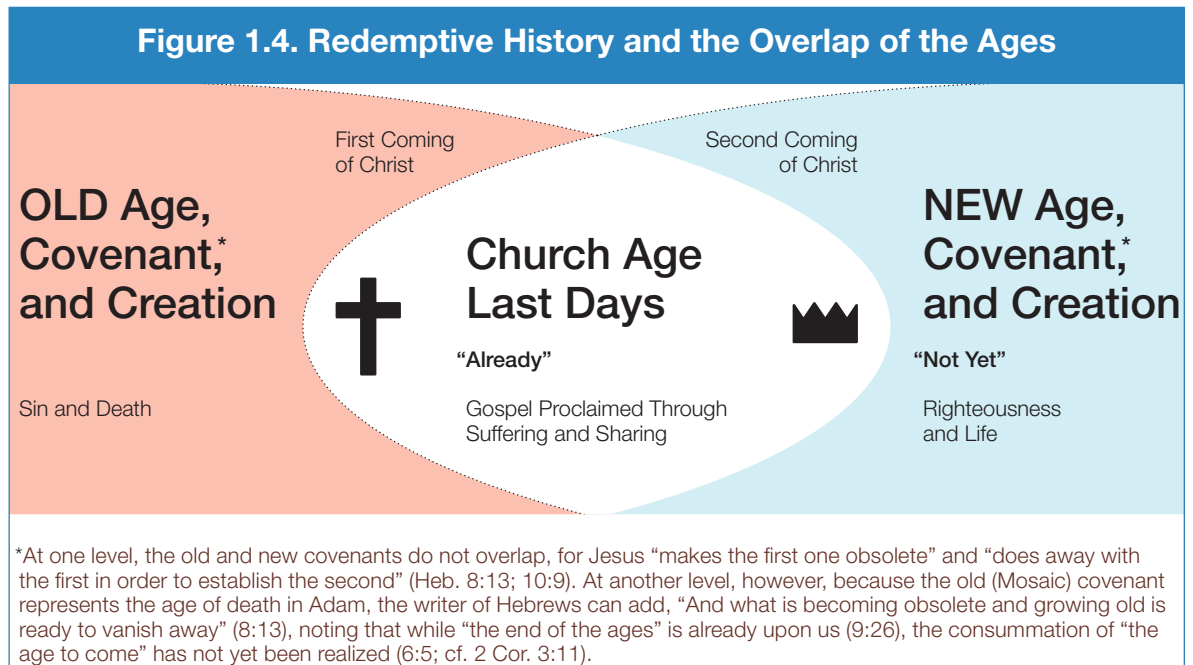 Figure 1.4. Redemptive History and the Overlap of the Ages
First Coming
of Christ
Second Coming
of Christ
OLD Age,
Covenant,*
and Creation
Church Age
Last Days
NEW Age,
Covenant,*
and Creation
“Already”
“Not Yet”
Sin and Death
Gospel Proclaimed Through
Suffering and Sharing
Righteousness
and Life
*At one level, the old and new covenants do not overlap, for Jesus “makes the first one obsolete” and “does away with
the first in order to establish the second” (Heb. 8:13; 10:9). At another level, however, because the old (Mosaic) covenant
represents the age of death in Adam, the writer of Hebrews can add, “And what is becoming obsolete and growing old is
ready to vanish away” (8:13), noting that while “the end of the ages” is already upon us (9:26), the consummation of “the
age to come” has not yet been realized (6:5; cf. 2 Cor. 3:11).